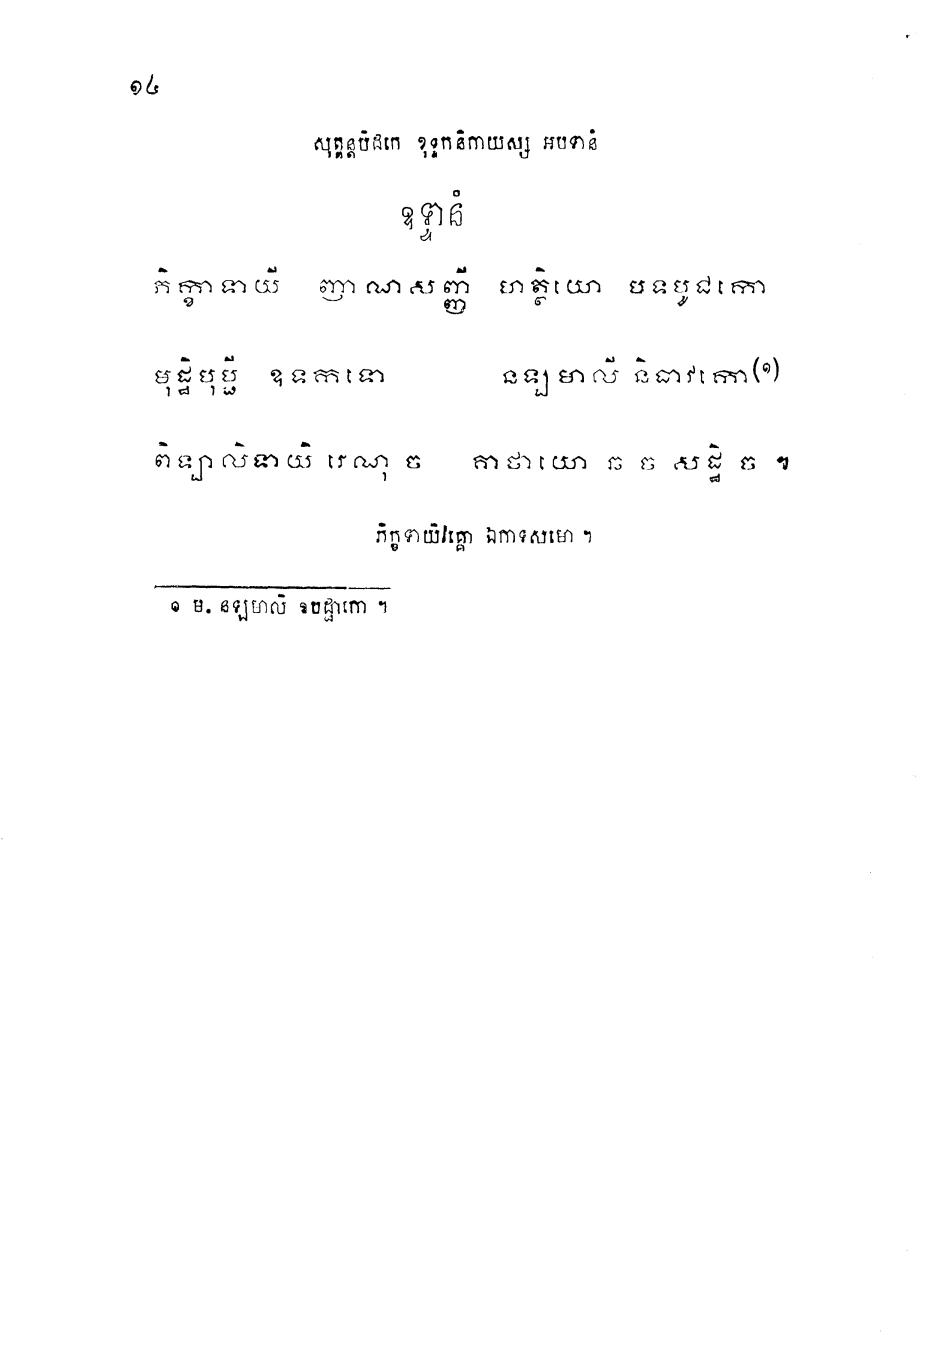 ១៤
សុត្តន្តបិដកេ ខុទ្ទកនិកាយស្ស អបទានំ
ឧទ្ទានំ
ភិក្ខាទាយី ញាណសញ្ញី ហត្ថិយោ បទបូជកោ
មុដ្ឋិបុប្ផី ឧទកទោ នឡមាលី និធាវកោ(១)
ពិឡាលិទាយិ រេណុ ច គាថាយោ ឆ ច សដ្ឋិ ច ។
ភិក្ខទាយិវគ្គោ ឯកាទសមោ ។
១ ម. នឡមាលិ ឧបដ្ឋាកោ ។